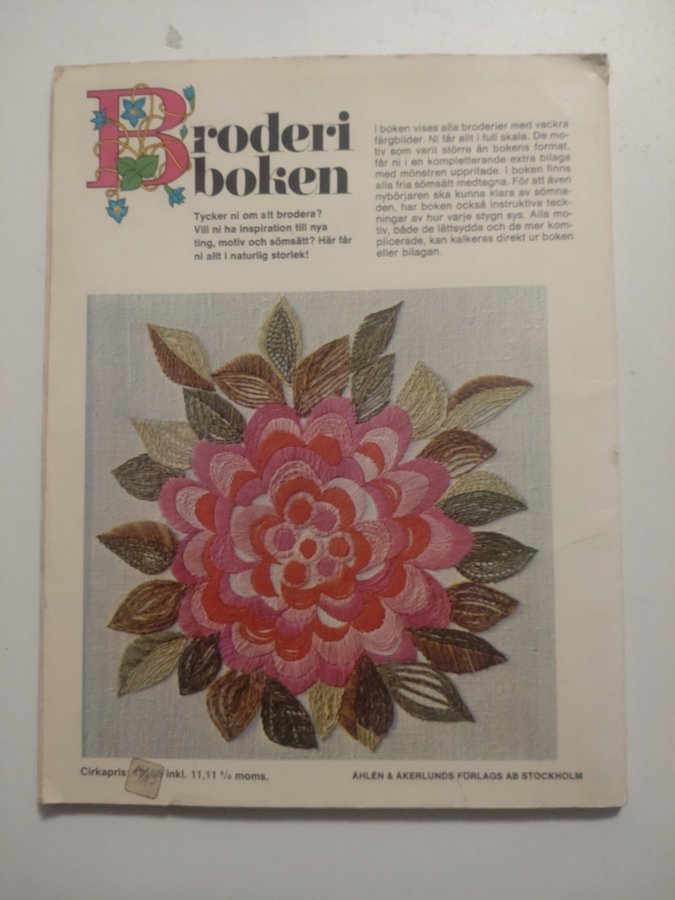 Broderi
boken
Tycker ni om att brodera?
Vill ni ha inspiration till nya
ting, motiv och sömsätt? Här får
ni allt i naturlig storlek!
I boken visas alla broderier med vackra
färgbilder. Ni får allt i full skala. De mo-
tiv som varit större än bokens format,
får ni i en kompletterande extra bilaga
med mönstren uppritade. I boken finns
alla fria sömsätt medtagna. För att även
nybörjaren ska kunna klara av sömna-
den, har boken också instruktiva teck-
ningar av hur varje stygn sys. Alla mo-
tiv, både de lättsydda och de mer kom-
plicerade, kan kalkeras direkt ur boken
eller bilagan.
Cirkapris inkl. 11,11 % moms.
ÅHLÉN & ÅKERLUNDS FÖRLAGS AB STOCKHOLM